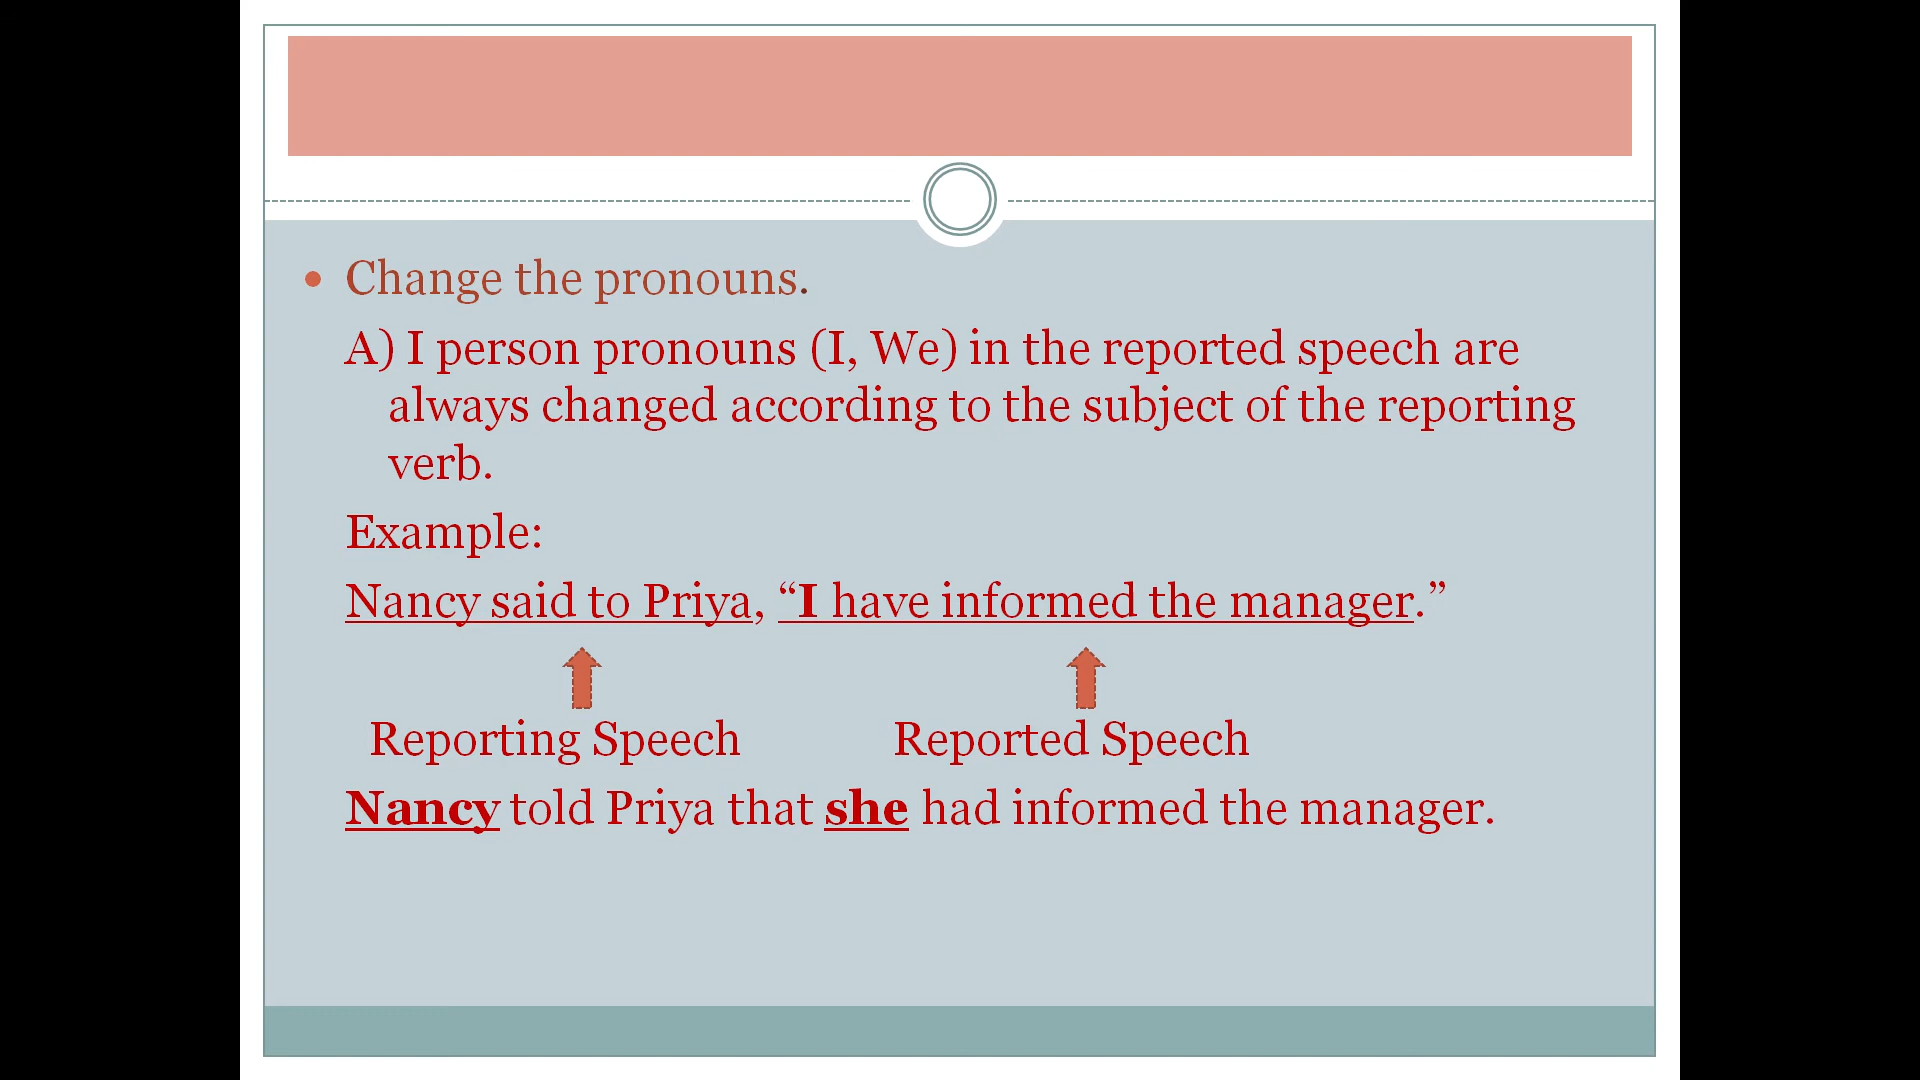 Change the pronouns.
A) I person pronouns (I, We) in the reported speech are
always changed according to the subject of the reporting
verb.
Example:
Nancy said to Priya, “I have informed the manager.”
Reporting Speech Reported Speech
Nancy told Priya that she had informed the manager.